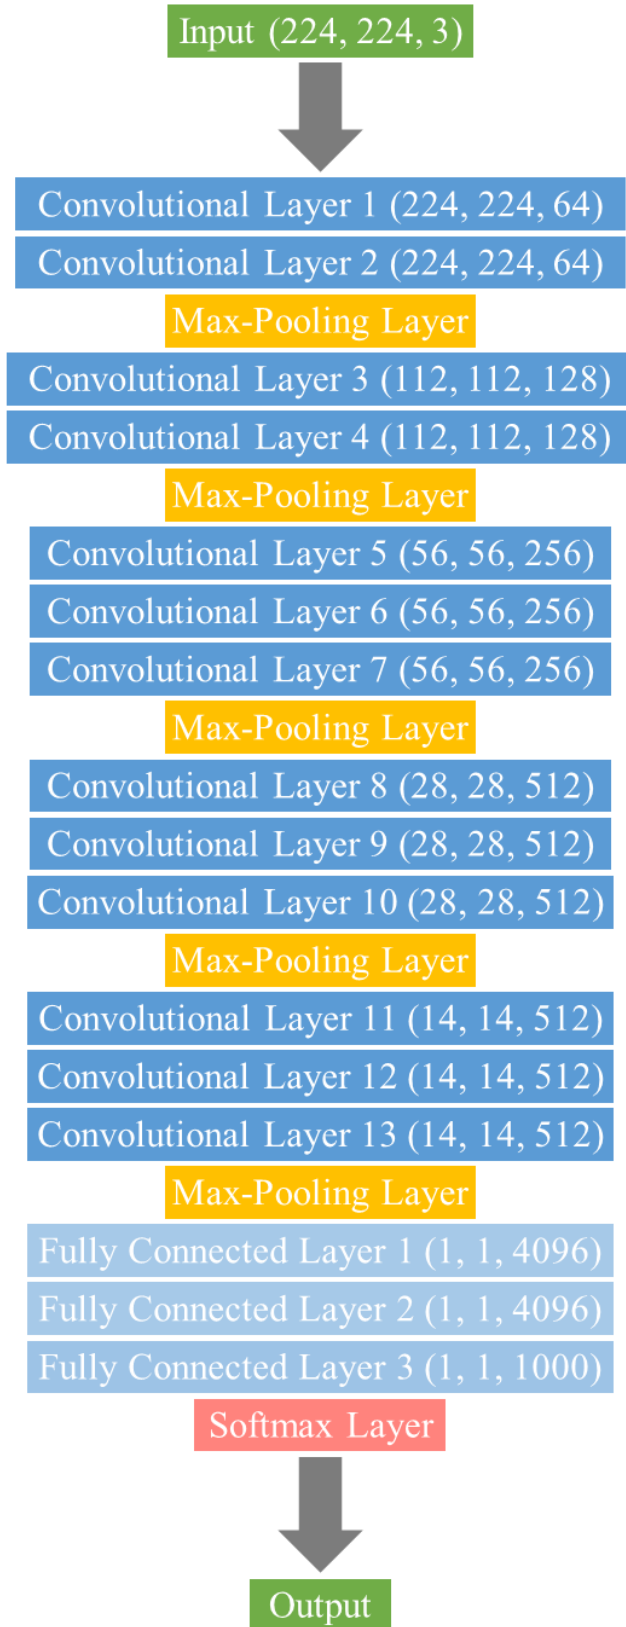 Input (224, 224, 3)
Convolutional Layer 1 (224, 224, 64)
Convolutional Layer 2 (224, 224, 64)
Max-Pooling Layer
Convolutional Layer 3 (112, 112, 128)
Convolutional Layer 4 (112, 112, 128)
Max-Pooling Layer
Convolutional Layer 5 (56, 56, 256)
Convolutional Layer 6 (56, 56, 256)
Convolutional Layer 7 (56, 56, 256)
Max-Pooling Layer
Convolutional Layer 8 (28, 28, 512)
Convolutional Layer 9 (28, 28, 512)
Convolutional Layer 10 (28, 28, 512)
Max-Pooling Layer
Convolutional Layer 11 (14, 14, 512)
Convolutional Layer 12 (14, 14, 512)
Convolutional Layer 13 (14, 14, 512)
Max-Pooling Layer
Fully Connected Layer 1 (1, 1, 4096)
Fully Connected Layer 2 (1, 1, 4096)
Fully Connected Layer 3 (1, 1, 1000)
Softmax Layer
Output